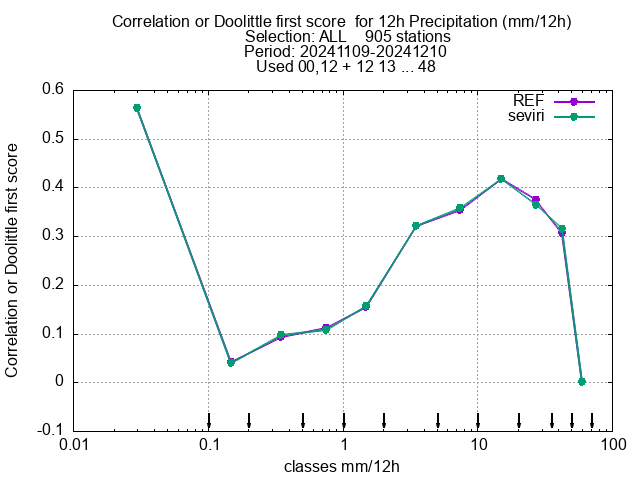 Correlation or Doolittle first score  for 12h Precipitation (mm/12h)
Selection: ALL    905 stations
Period: 20241109-20241210
Used 00,12 + 12 13 ... 48
REF
seviri
Correlation or Doolittle first score
0.6
0.5
0.4
0.3
0.2
0.1
0
-0.1
0.01
0.1
1
10
100
classes mm/12h